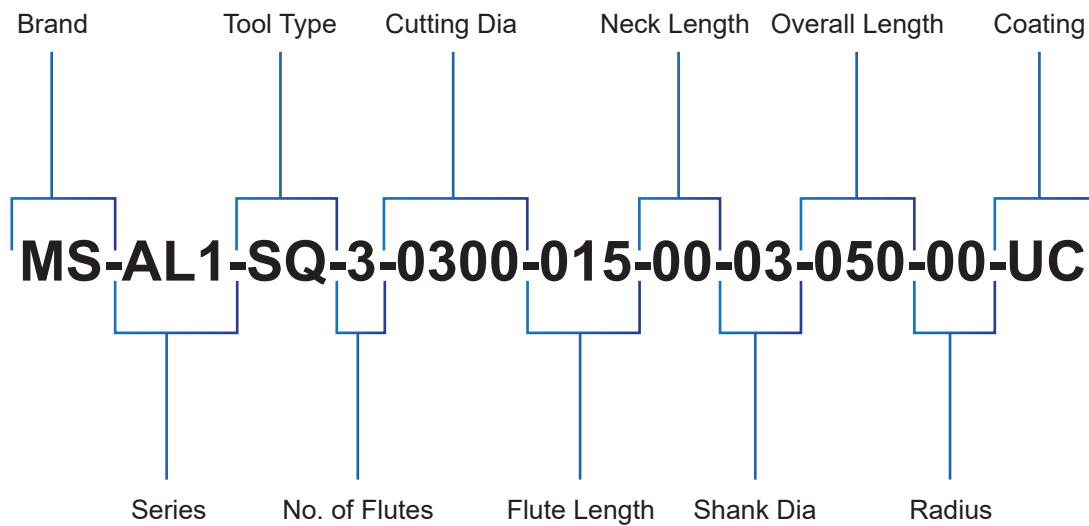 Brand Tool Type Cutting Dia Neck Length Overall Length Coating
MS-AL1-SQ-3-0300-015-00-03-050-00-UC
Series No. of Flutes Flute Length Shank Dia Radius